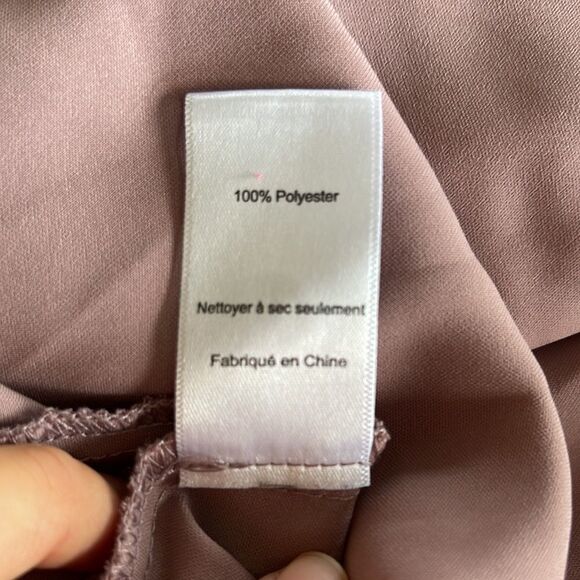 100% Polyester
Nettoyer à sec seulement
Fabriqué en Chine